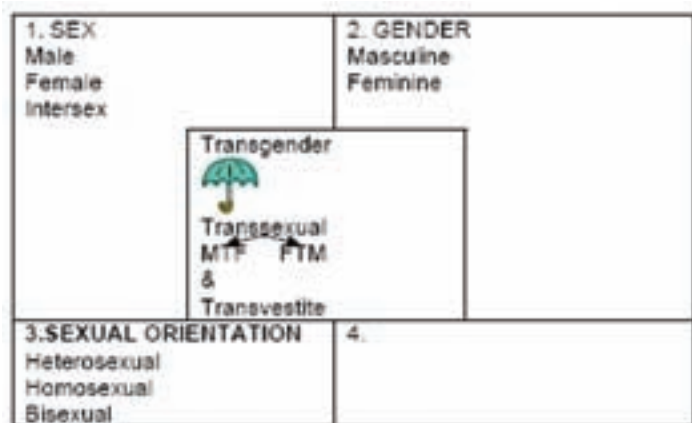 1. SEX
Male
Female
Intersex
2. GENDER
Masculine
Feminine
Transgender
Transsexual
MTF FTM
&
Transvestite
3.SEXUAL ORIENTATION
Heterosexual
Homosexual
Bisexual
4.